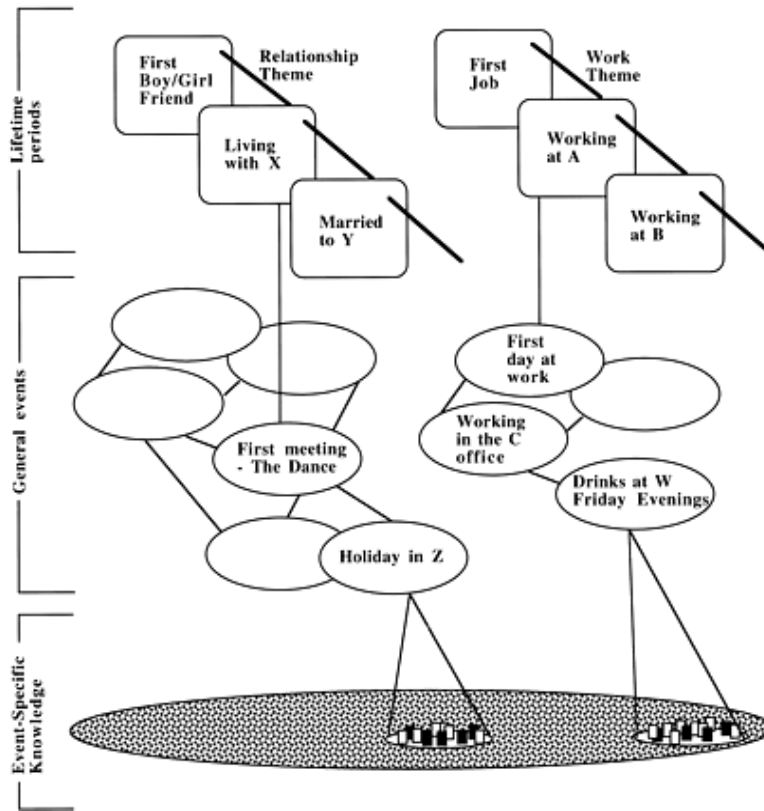 Lifetime
periods
First
Boy/Girl
Friend
Relationship
Theme
Living
with X
Married
to Y
First
Job
Work
Theme
Working
at A
Working
at B
General events
First meeting
- The Dance
Holiday in Z
First
day at
work
Working
in the C
office
Drinks at W
Friday Evenings
Event-Specific
Knowledge